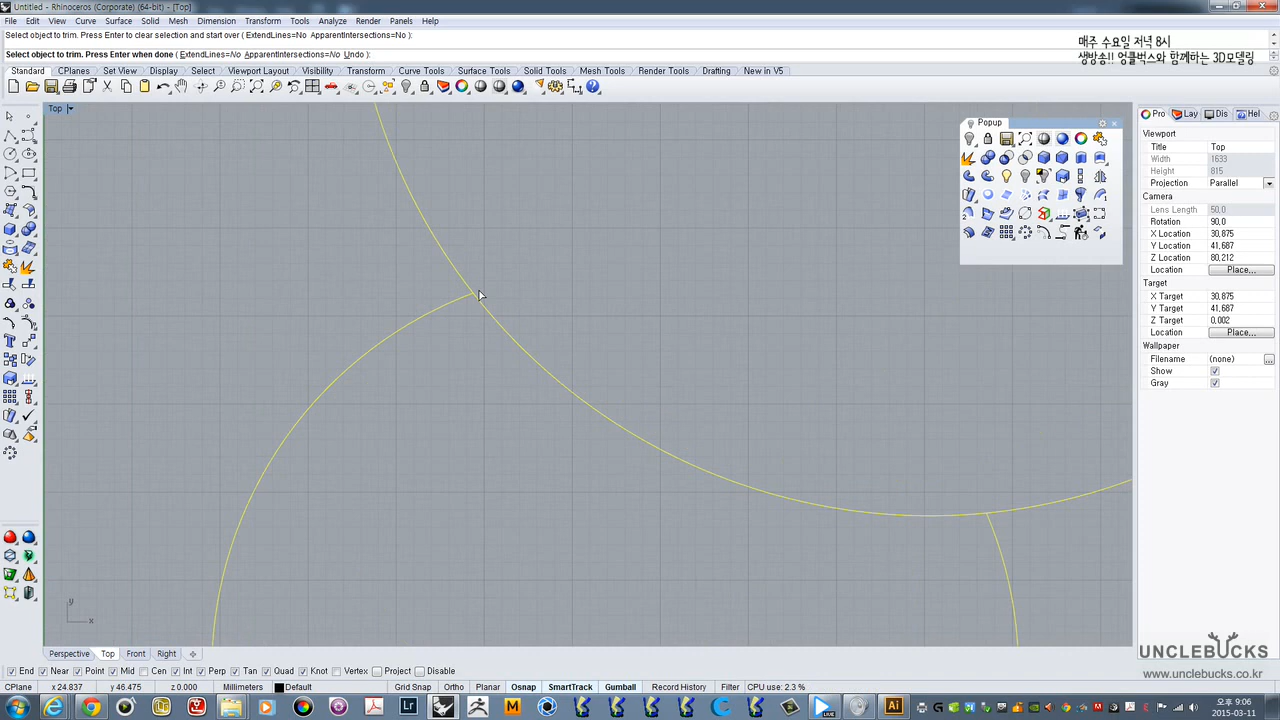 Untitled - Rhinoceros (Corporate) (64-bit) - [Top]
File Edit View Curve Surface Solid Mesh Dimension Transform Tools Analyze Render Panels Help
Select object to trim. Press Enter to clear selection and start over (ExtendLines=No ApparentIntersections=No):
Select object to trim. Press Enter when done (ExtendLines=No ApparentIntersections=No Undo):
매주 수요일 저녁 8시
생방송!! 엉클벅스와 함께하는 3D모델링
Standard CPlanes Set View Display Select Viewport Layout Visibility Transform Curve Tools Surface Tools Solid Tools Mesh Tools Render Tools Drafting New in V5
Top
Popup
Pro Lay Dis Hel
Viewport
Title Top
Width 1633
Height 815
Projection Parallel
Camera
Lens Length 50,0
Rotation 90,0
X Location 30,875
Y Location 41,687
Z Location 80,212
Location Place...
Target
X Target 30,875
Y Target 41,687
Z Target 0,002
Location Place...
Wallpaper
Filename (none) ...
Show
Gray
y
x
Perspective Top Front Right
End Near Point Mid Cen Int Perp Tan Quad Knot Vertex Project Disable
CPlane x 24.837 y 46.475 z 0.000 Millimeters Default Grid Snap Ortho Planar Osnap SmartTrack Gumball Record History Filter CPU use: 2.3 %
UNCLEBUCKS
www.unclebucks.co.kr
Lr M Ai
오후 9:06
2015-03-11